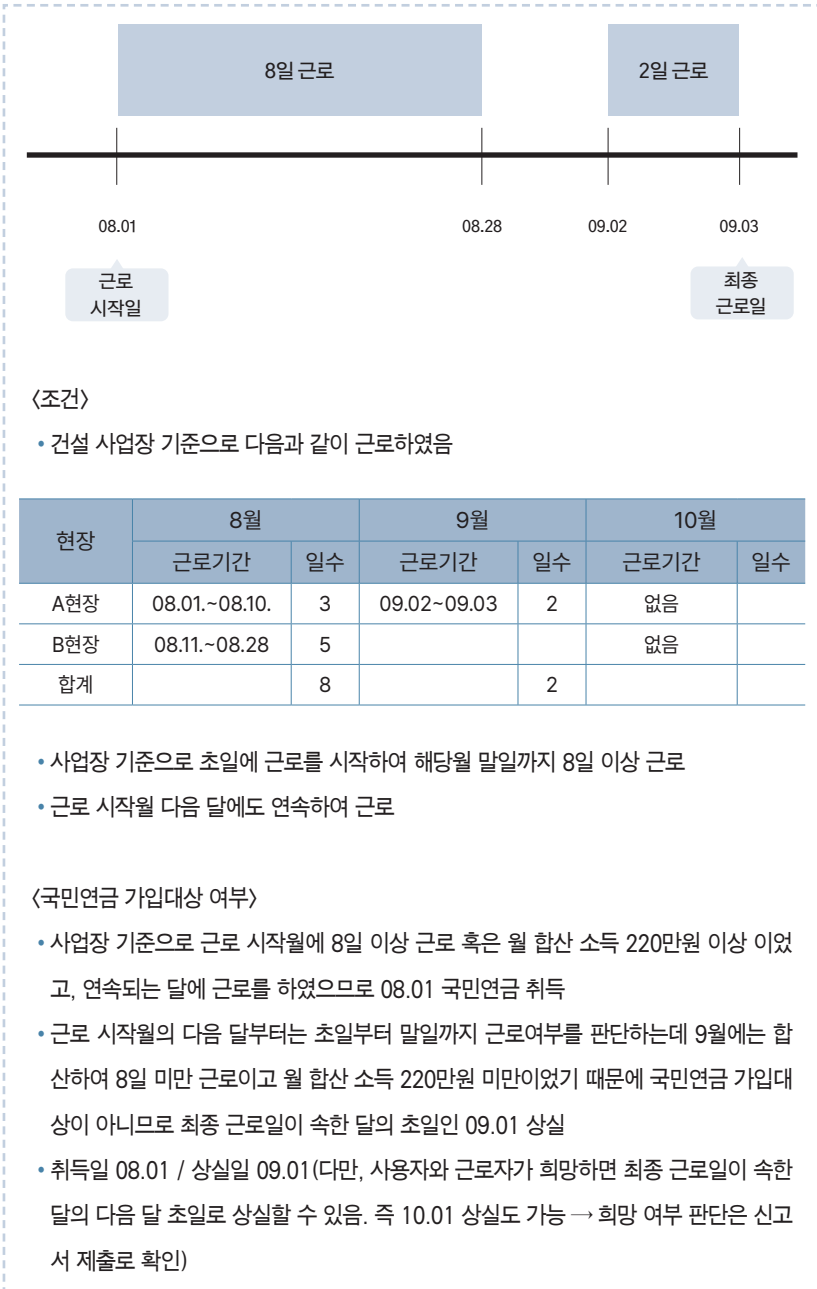 8일 근로 2일 근로
08.01 08.28 09.02 09.03
근로 최종
시작일 근로일
〈조건〉
• 건설 사업장 기준으로 다음과 같이 근로하였음
현장 8월 9월 10월
근로기간 일수 근로기간 일수 근로기간 일수
A현장 08.01.~08.10. 3 09.02~09.03 2 없음
B현장 08.11.~08.28 5 없음
합계 8 2
• 사업장 기준으로 초일에 근로를 시작하여 해당월 말일까지 8일 이상 근로
• 근로 시작월 다음 달에도 연속하여 근로
〈국민연금 가입대상 여부〉
• 사업장 기준으로 근로 시작월에 8일 이상 근로 혹은 월 합산 소득 220만원 이상 이었
고, 연속되는 달에 근로를 하였으므로 08.01 국민연금 취득
• 근로 시작월의 다음 달부터는 초일부터 말일까지 근로여부를 판단하는데 9월에는 합
산하여 8일 미만 근로이고 월 합산 소득 220만원 미만이었기 때문에 국민연금 가입대
상이 아니므로 최종 근로일이 속한 달의 초일인 09.01 상실
• 취득일 08.01 / 상실일 09.01(다만, 사용자와 근로자가 희망하면 최종 근로일이 속한
달의 다음 달 초일로 상실할 수 있음. 즉 10.01 상실도 가능 → 희망 여부 판단은 신고
서 제출로 확인)